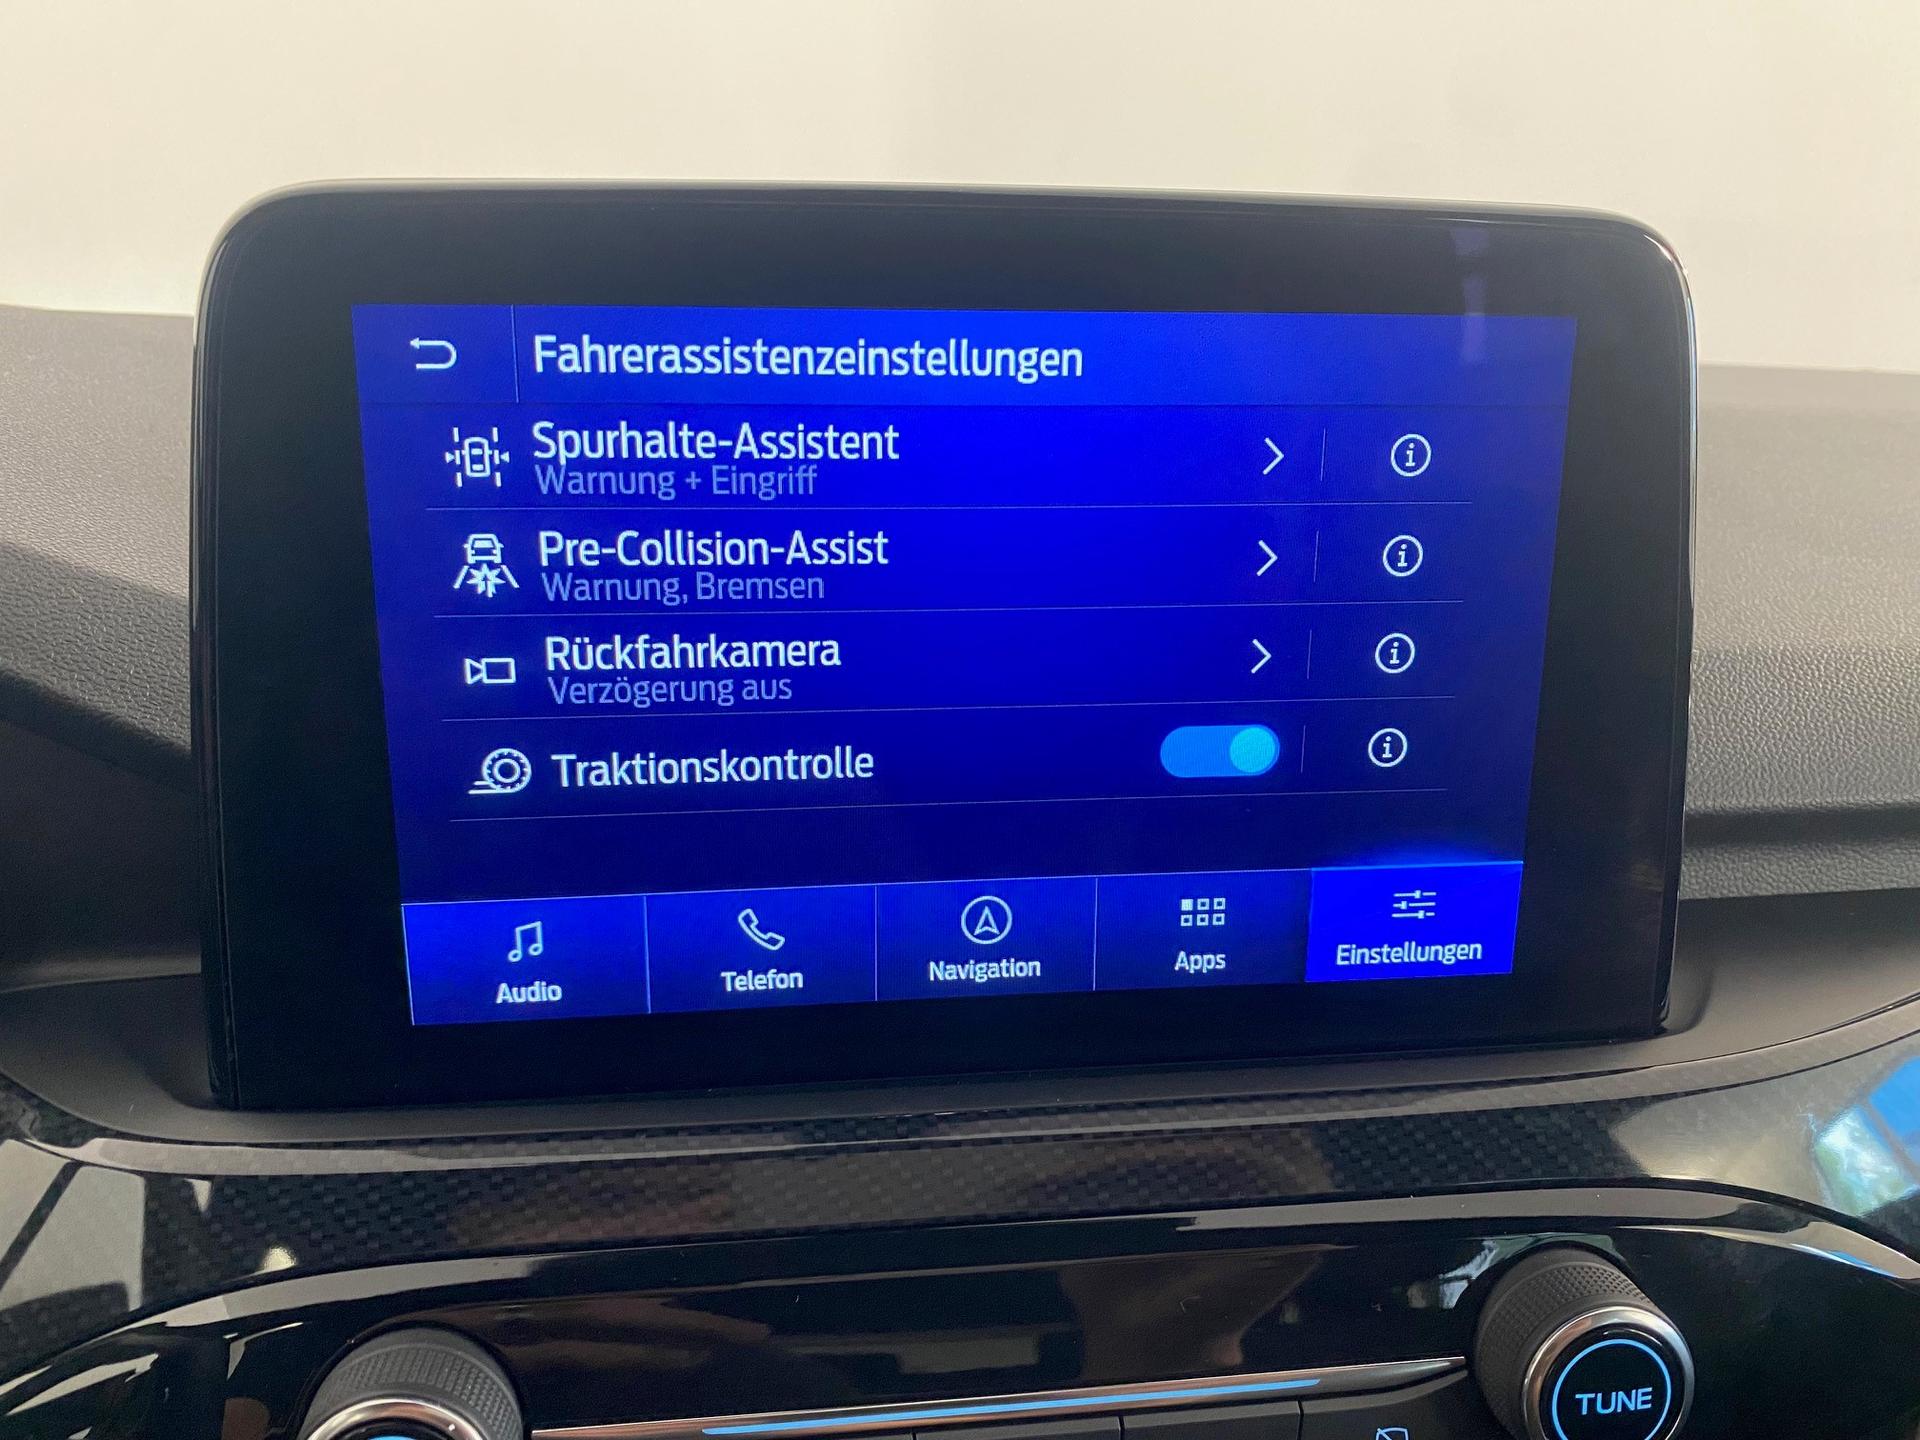 Fahrerassistenzeinstellungen
Spurhalte-Assistent
Warnung + Eingriff
Pre-Collision-Assist
Warnung, Bremsen
Rückfahrkamera
Verzögerung aus
Traktionskontrolle
Audio
Telefon
Navigation
Apps
Einstellungen
TUNE